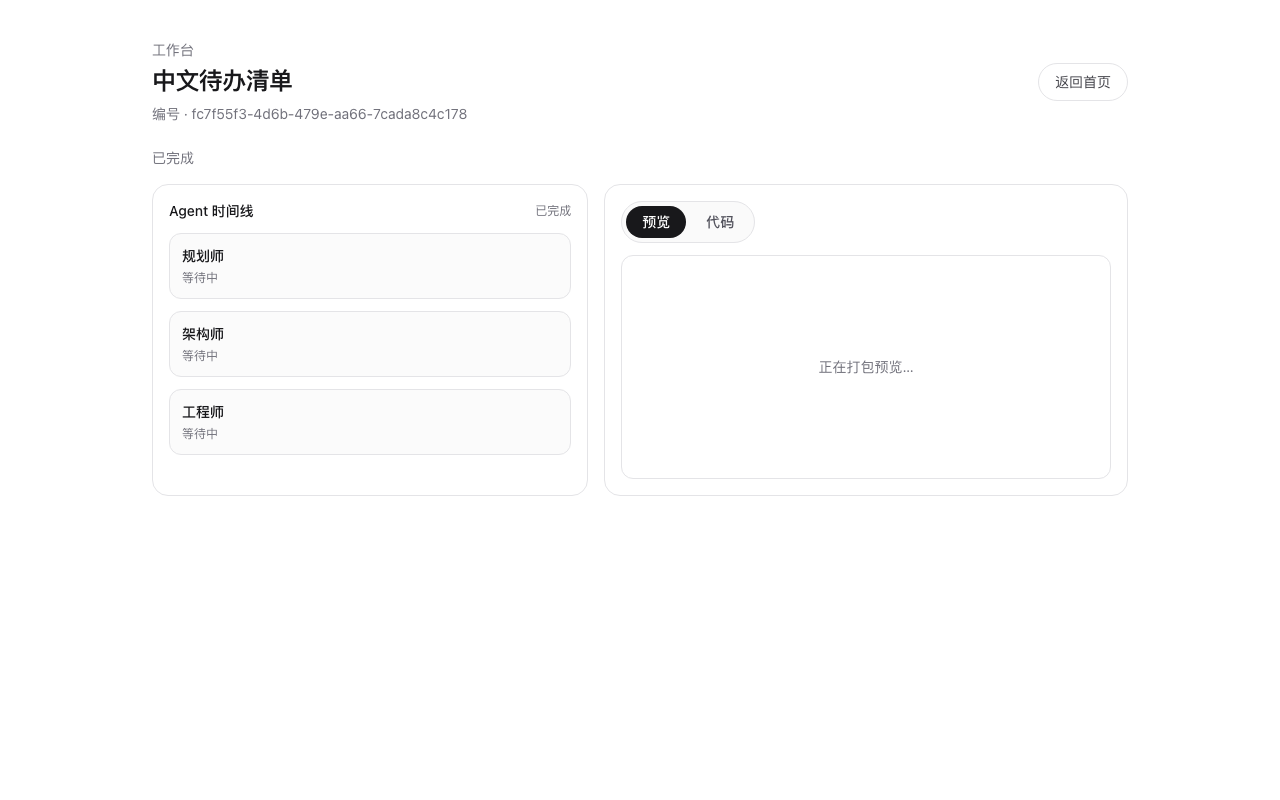 工作台
中文待办清单
编号 · fc7f55f3-4d6b-479e-aa66-7cada8c4c178
返回首页
已完成
Agent 时间线
已完成
规划师
等待中
架构师
等待中
工程师
等待中
预览
代码
正在打包预览...